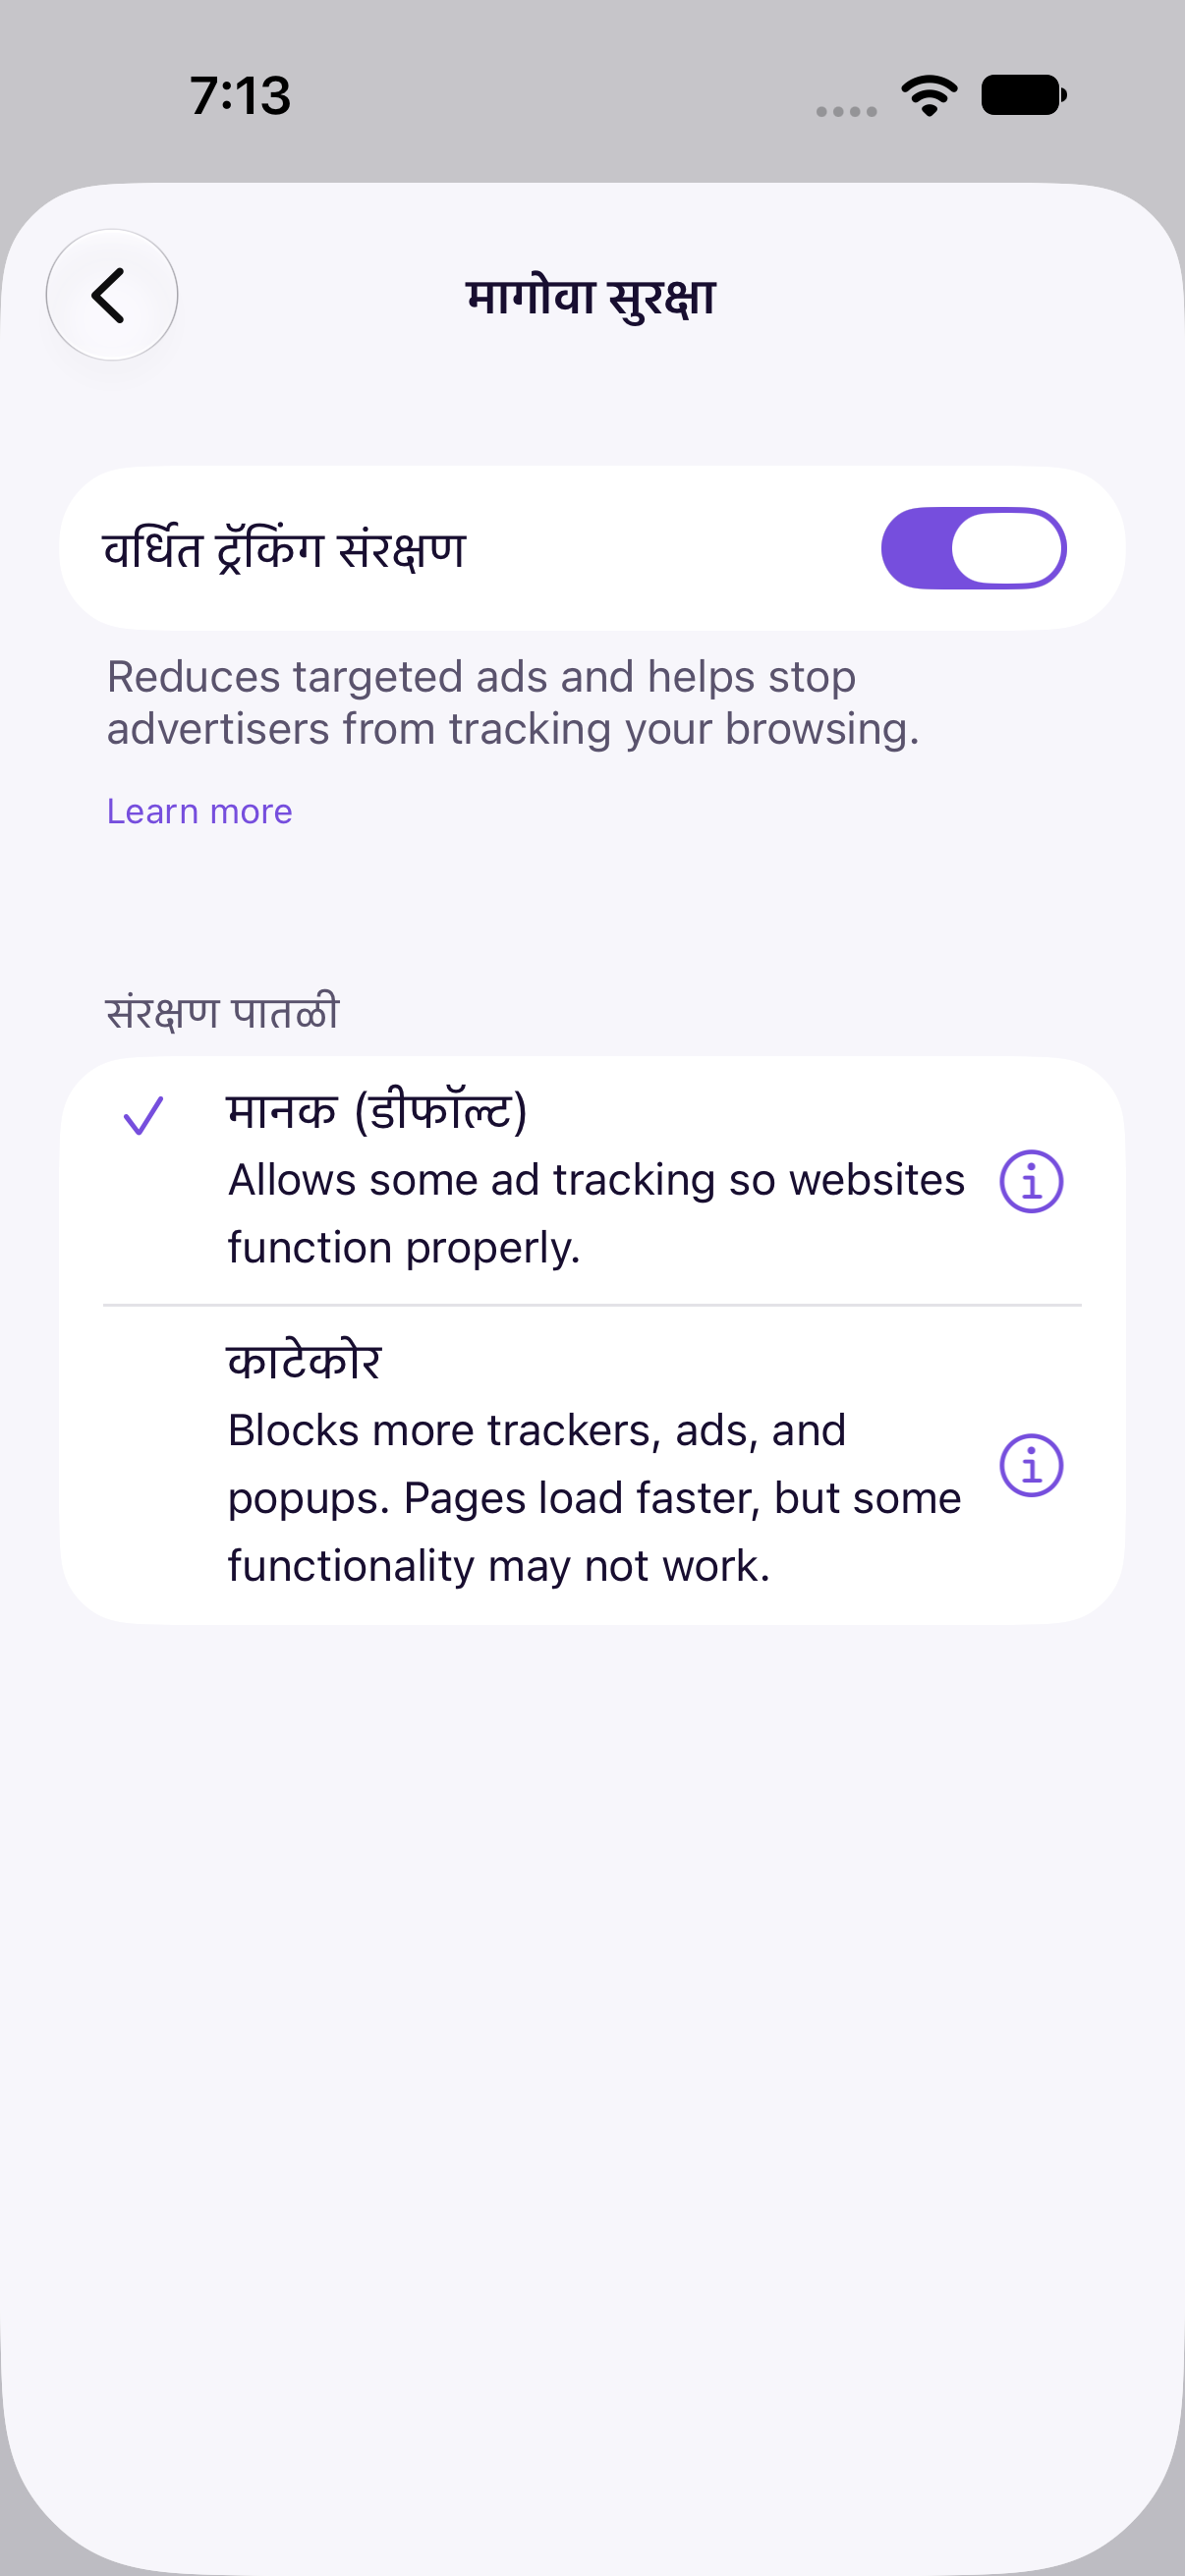 7:13
मागोवा सुरक्षा
वर्धित ट्रॅकिंग संरक्षण
Reduces targeted ads and helps stop
advertisers from tracking your browsing.
Learn more
संरक्षण पातळी
मानक (डीफॉल्ट)
Allows some ad tracking so websites
function properly.
काटेकोर
Blocks more trackers, ads, and
popups. Pages load faster, but some
functionality may not work.